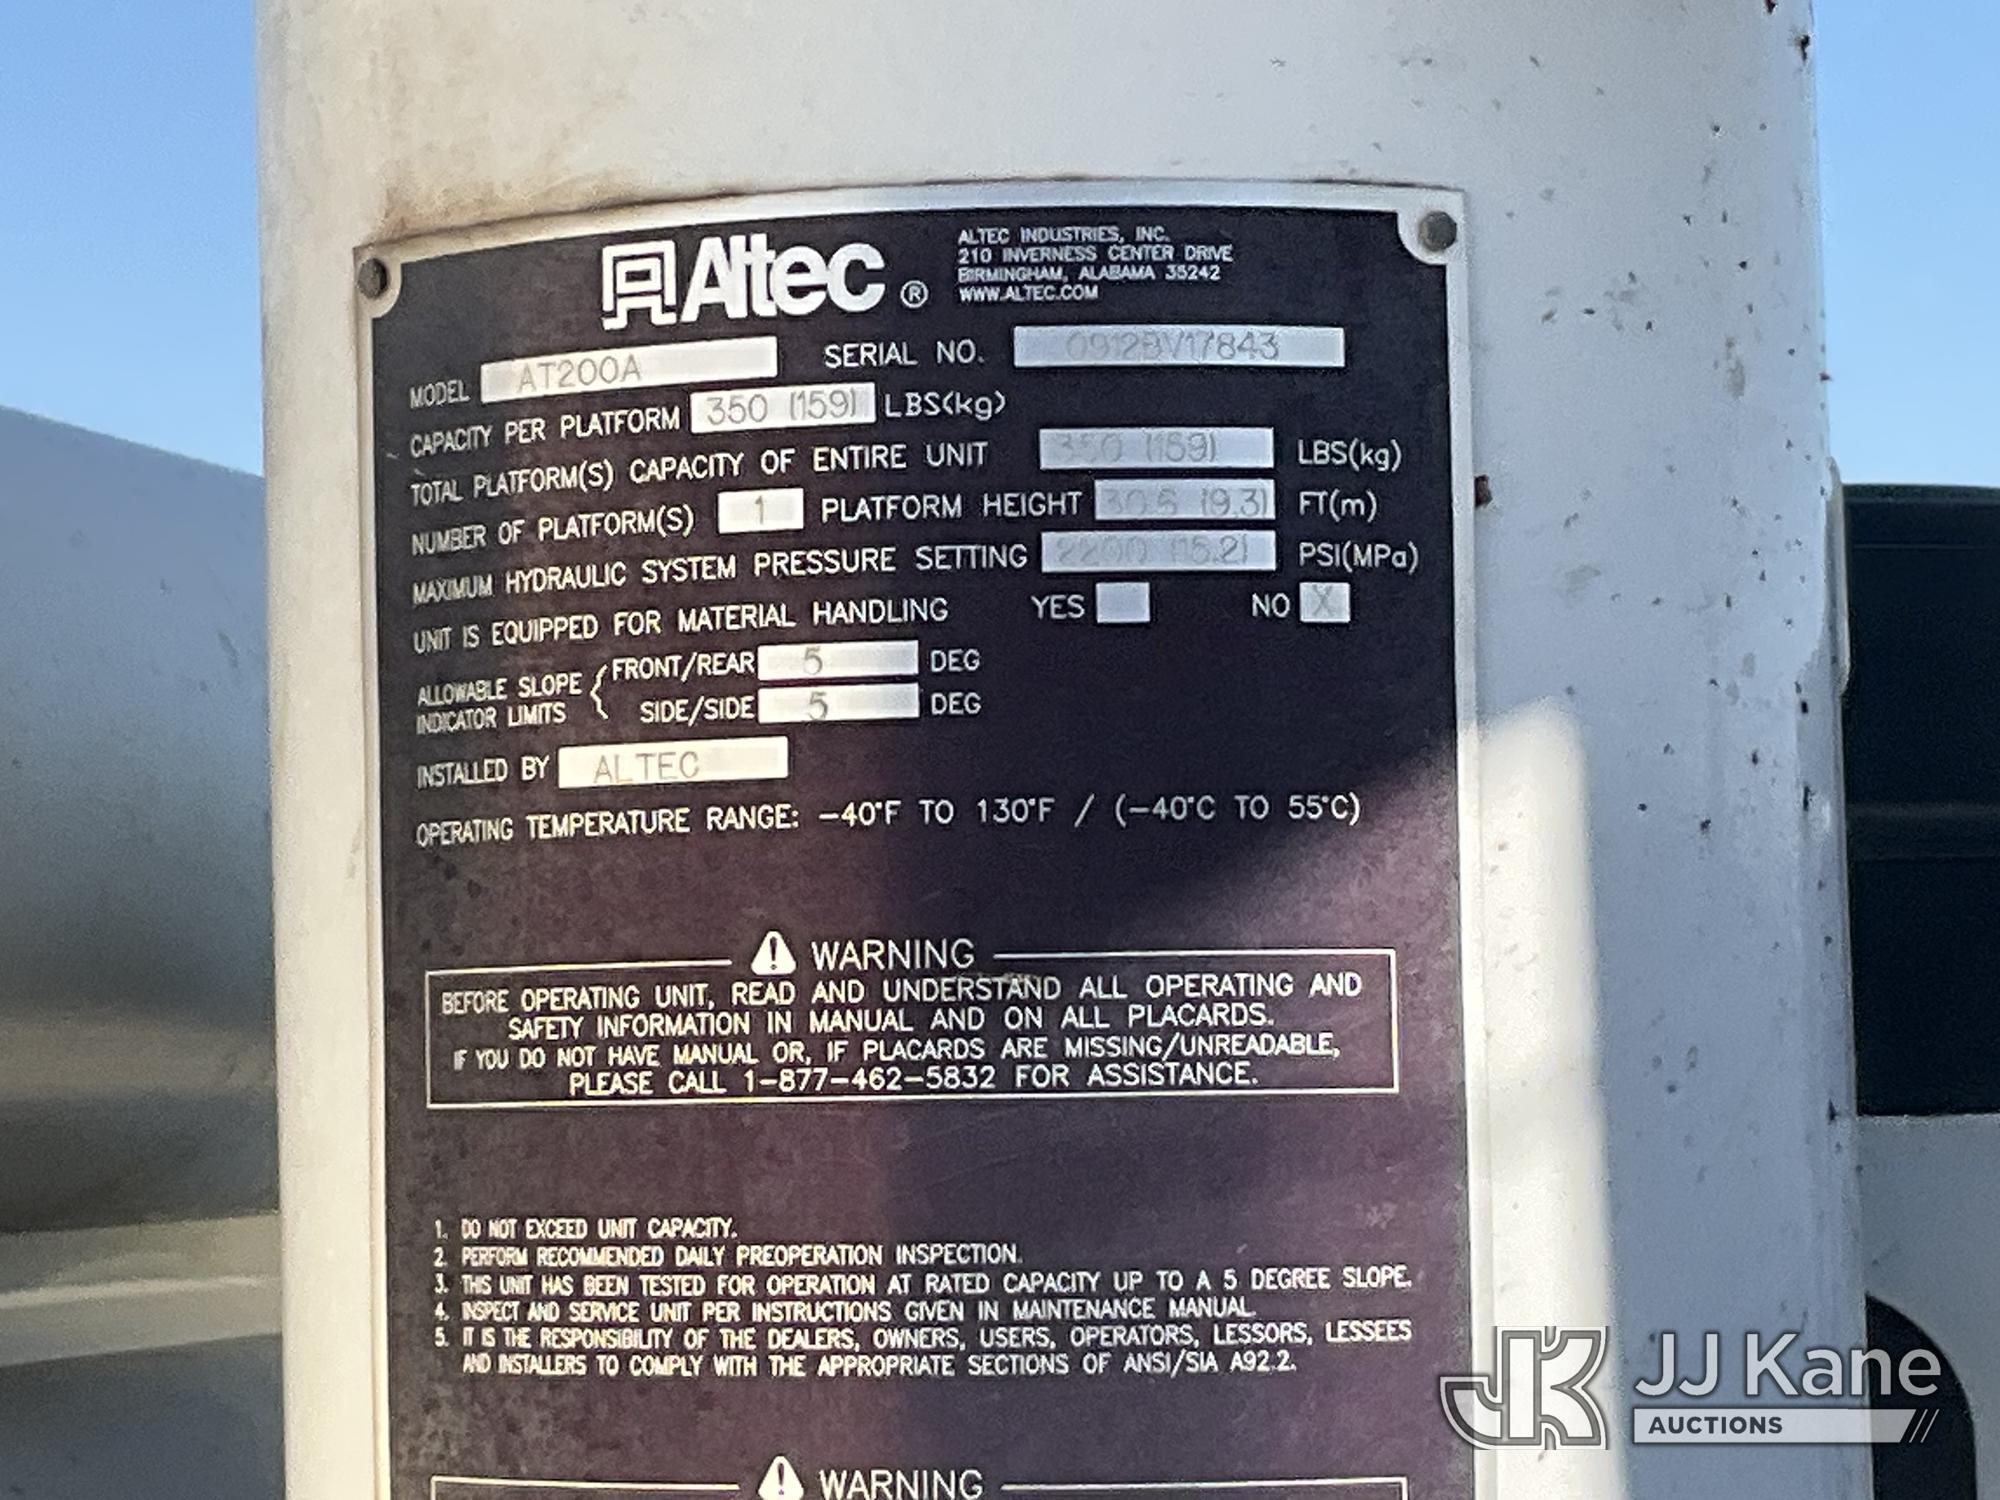 Altec ®
ALTEC INDUSTRIES, INC.
210 INVERNESS CENTER DRIVE
BIRMINGHAM, ALABAMA 35242
WWW.ALTEC.COM
MODEL AT200A SERIAL NO. 0912BV17843
CAPACITY PER PLATFORM 350 (159) LBS(kg)
TOTAL PLATFORM(S) CAPACITY OF ENTIRE UNIT 350 (159) LBS(kg)
NUMBER OF PLATFORM(S) 1 PLATFORM HEIGHT 30.5 (9.3) FT(m)
MAXIMUM HYDRAULIC SYSTEM PRESSURE SETTING 2200 (15.2) PSI(MPa)
UNIT IS EQUIPPED FOR MATERIAL HANDLING YES NO X
ALLOWABLE SLOPE INDICATOR LIMITS
FRONT/REAR 5 DEG
SIDE/SIDE 5 DEG
INSTALLED BY ALTEC
OPERATING TEMPERATURE RANGE: -40°F TO 130°F / (-40°C TO 55°C)
WARNING
BEFORE OPERATING UNIT, READ AND UNDERSTAND ALL OPERATING AND
SAFETY INFORMATION IN MANUAL AND ON ALL PLACARDS.
IF YOU DO NOT HAVE MANUAL OR, IF PLACARDS ARE MISSING/UNREADABLE,
PLEASE CALL 1-877-462-5832 FOR ASSISTANCE.
1. DO NOT EXCEED UNIT CAPACITY.
2. PERFORM RECOMMENDED DAILY PREOPERATION INSPECTION.
3. THIS UNIT HAS BEEN TESTED FOR OPERATION AT RATED CAPACITY UP TO A 5 DEGREE SLOPE.
4. INSPECT AND SERVICE UNIT PER INSTRUCTIONS GIVEN IN MAINTENANCE MANUAL.
5. IT IS THE RESPONSIBILITY OF THE DEALERS, OWNERS, USERS, OPERATORS, LESSORS, LESSEES
AND INSTALLERS TO COMPLY WITH THE APPROPRIATE SECTIONS OF ANSI/SIA A92.2.
WARNING
JK JJ Kane
AUCTIONS